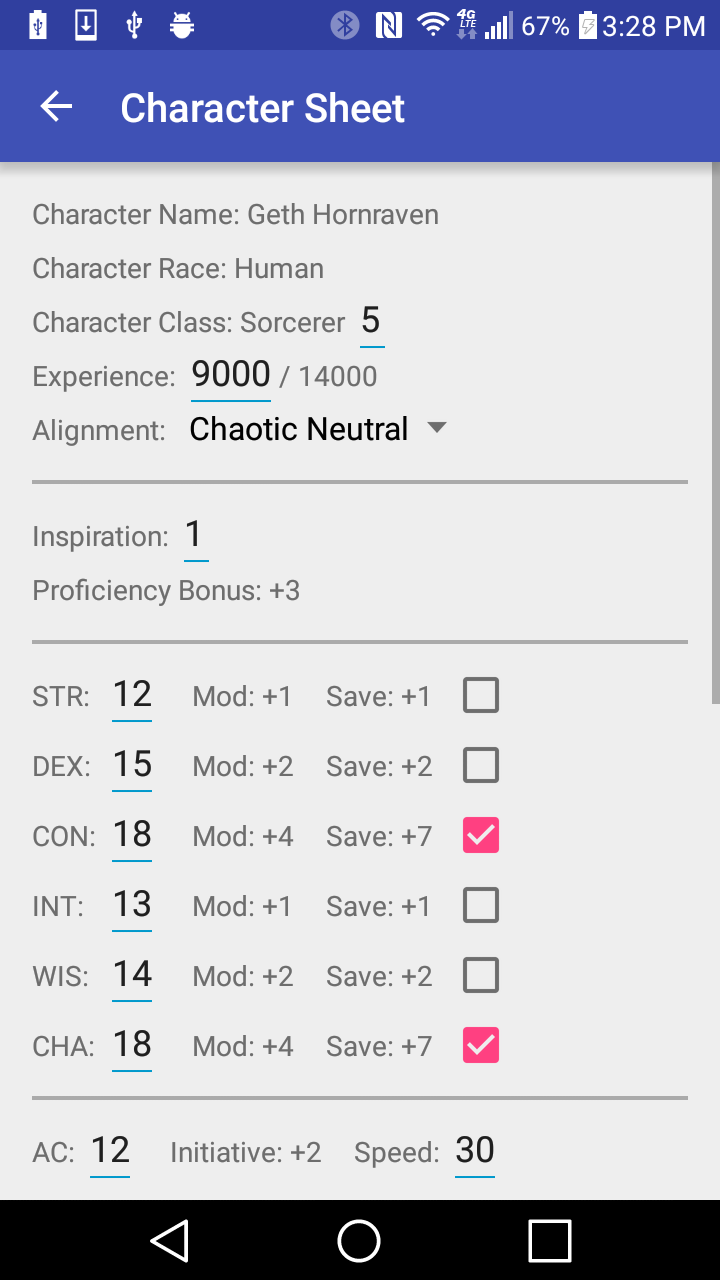 4G
LTE
67%
3:28 PM
Character Sheet
Character Name: Geth Hornraven
Character Race: Human
Character Class: Sorcerer 5
Experience: 9000 / 14000
Alignment: Chaotic Neutral
Inspiration: 1
Proficiency Bonus: +3
STR: 12 Mod: +1 Save: +1
DEX: 15 Mod: +2 Save: +2
CON: 18 Mod: +4 Save: +7
INT: 13 Mod: +1 Save: +1
WIS: 14 Mod: +2 Save: +2
CHA: 18 Mod: +4 Save: +7
AC: 12 Initiative: +2 Speed: 30